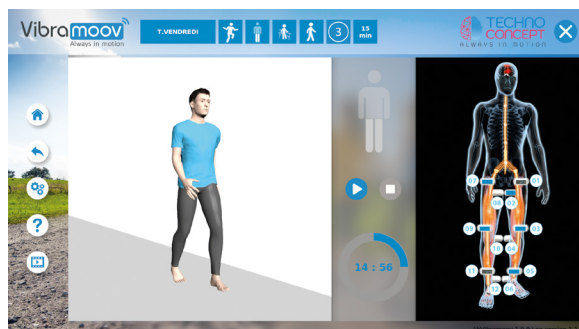 Vibramoov
Always in motion
T.VENDREDI
3
15
min
TECHNO
CONCEPT
ALWAYS IN MOTION
?
07
01
08 02
09
03
10 04
11
05
12 06
14 : 56